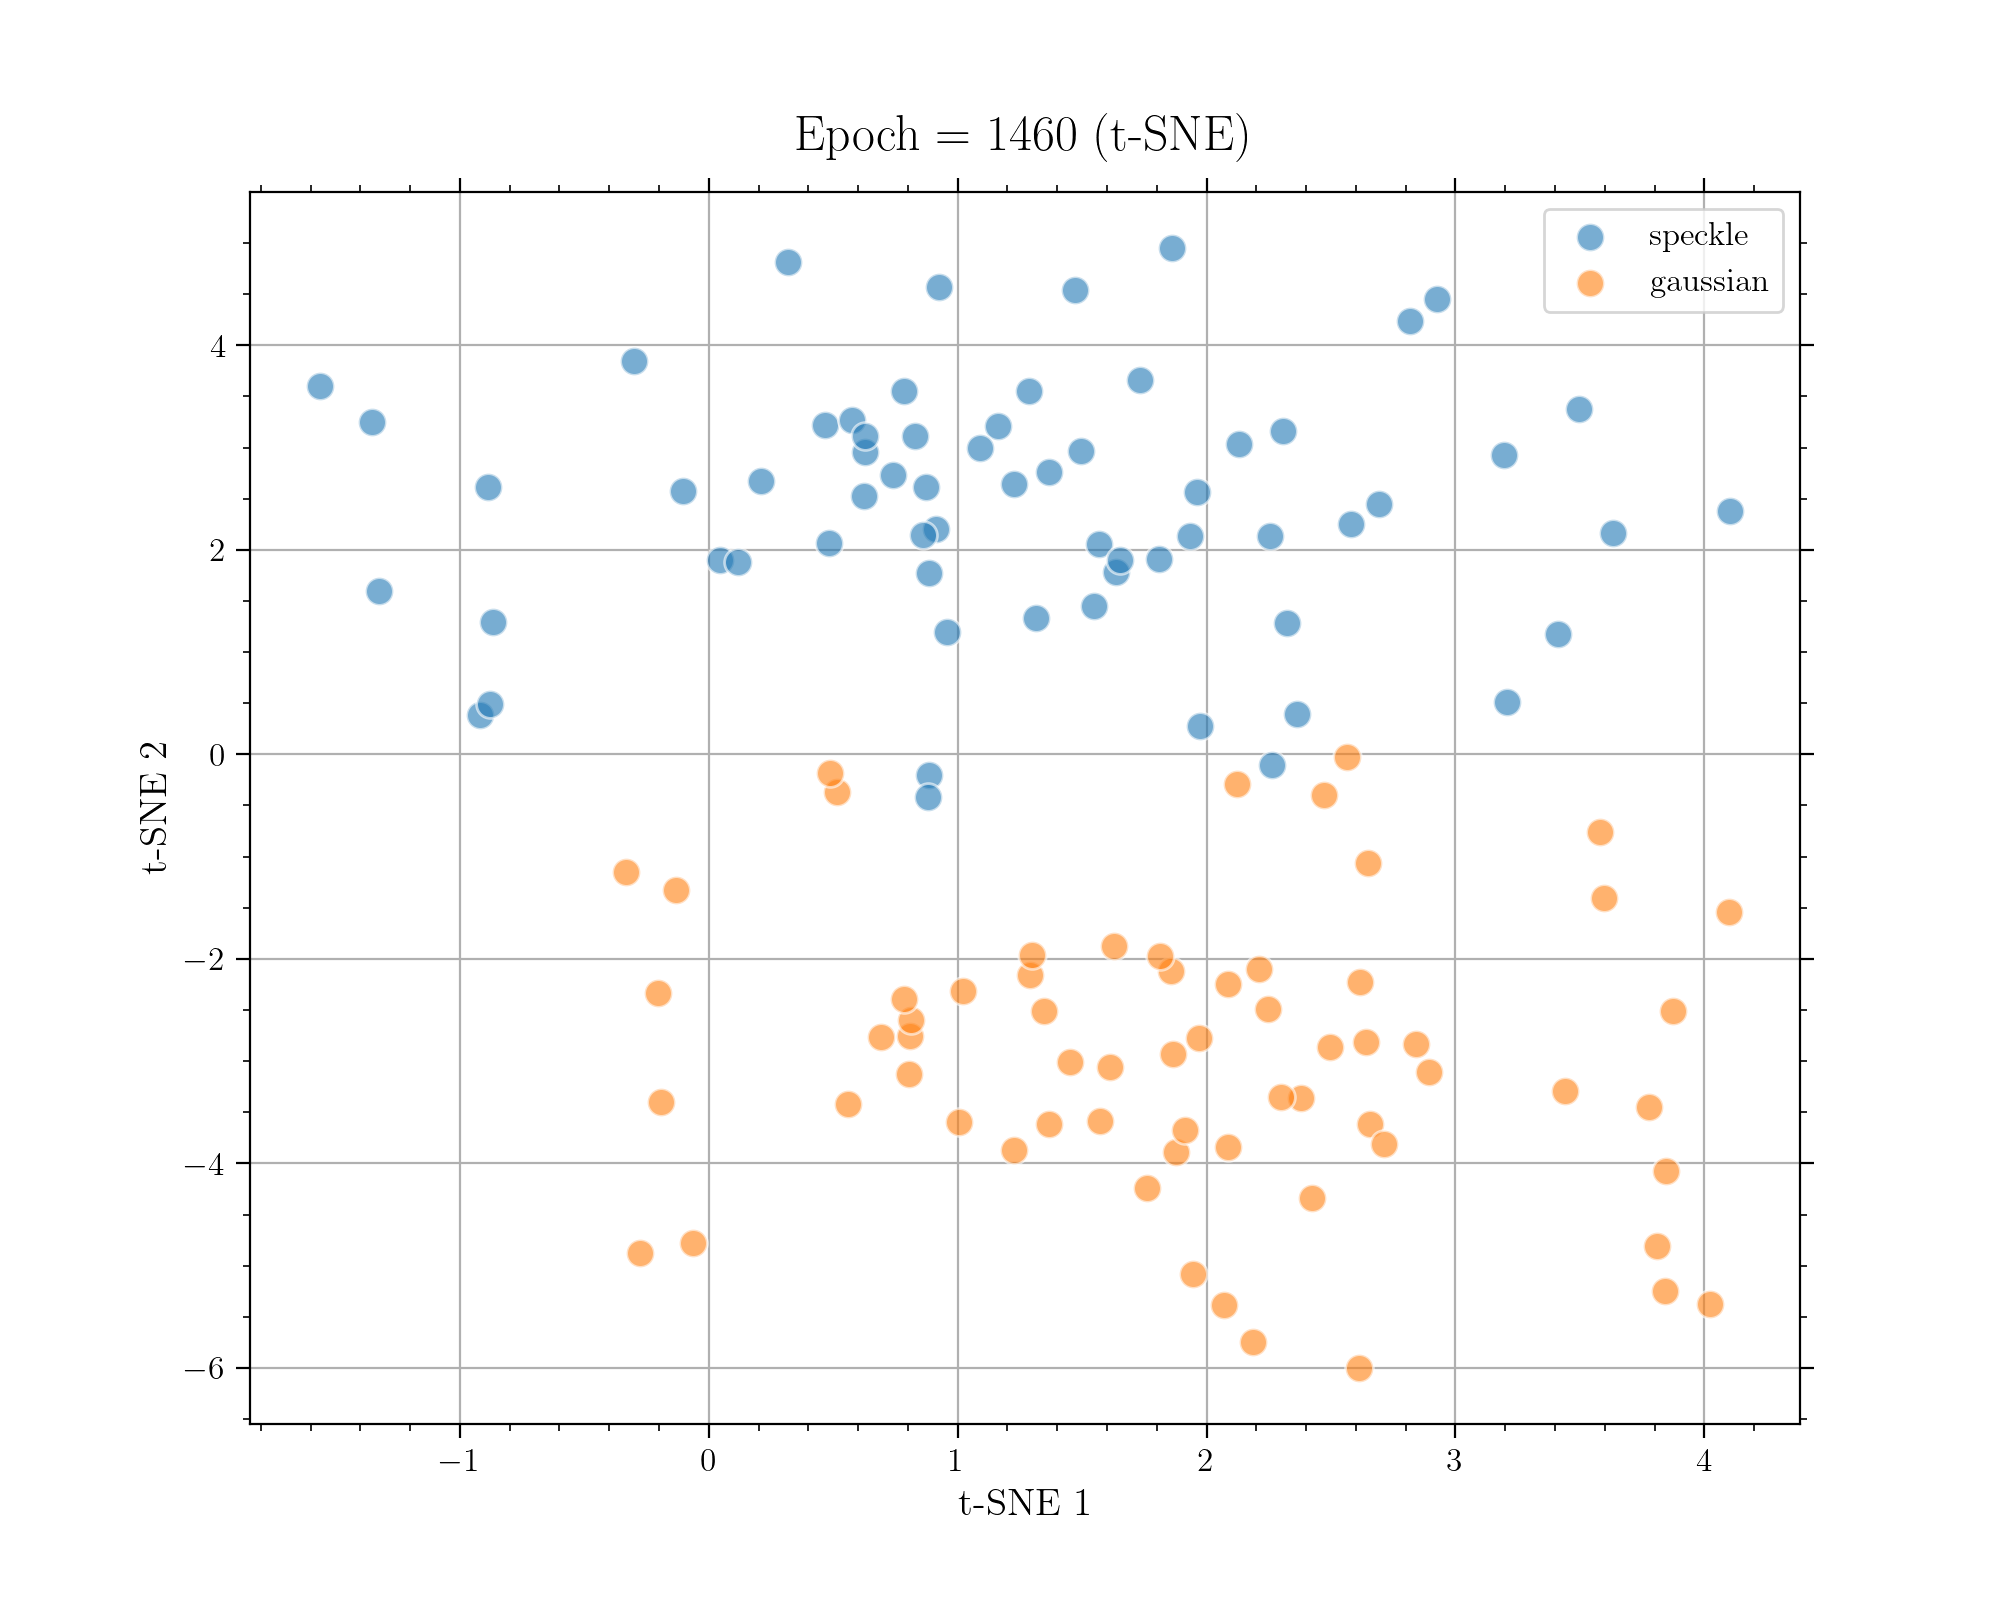 Epoch = 1460 (t-SNE)
speckle
gaussian
4
2
0
−2
−4
−6
t-SNE 2
−1 0 1 2 3 4
t-SNE 1